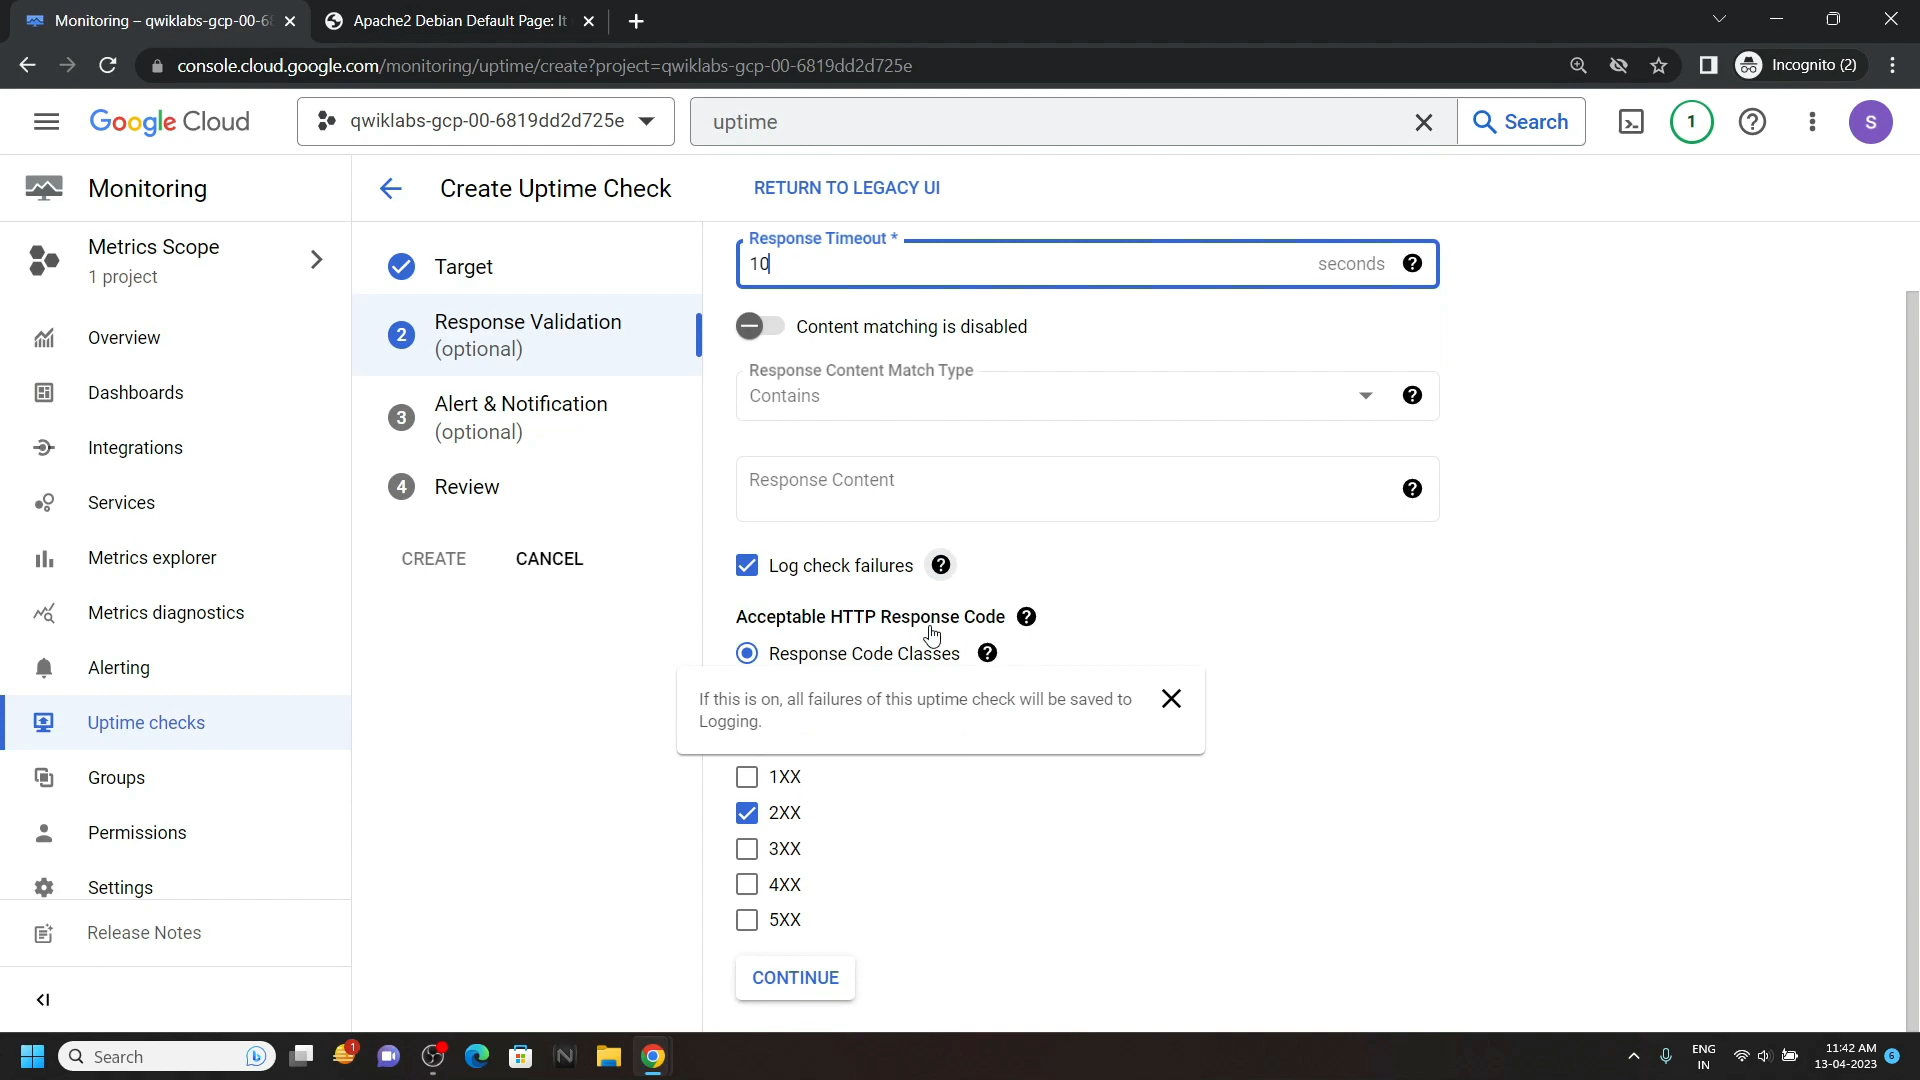 Monitoring – qwiklabs-gcp-00-6
Apache2 Debian Default Page: It
console.cloud.google.com/monitoring/uptime/create?project=qwiklabs-gcp-00-6819dd2d725e
Incognito (2)
Google Cloud
qwiklabs-gcp-00-6819dd2d725e
uptime
Search
1
S
Monitoring
Create Uptime Check
RETURN TO LEGACY UI
Metrics Scope
1 project
Overview
Dashboards
Integrations
Services
Metrics explorer
Metrics diagnostics
Alerting
Uptime checks
Groups
Permissions
Settings
Release Notes
Target
2
Response Validation
(optional)
3
Alert & Notification
(optional)
4
Review
CREATE
CANCEL
Response Timeout *
10
seconds
Content matching is disabled
Response Content Match Type
Contains
Response Content
Log check failures
Acceptable HTTP Response Code
Response Code Classes
If this is on, all failures of this uptime check will be saved to
Logging.
1XX
2XX
3XX
4XX
5XX
CONTINUE
Search
1
ENG
IN
11:42 AM
13-04-2023
6